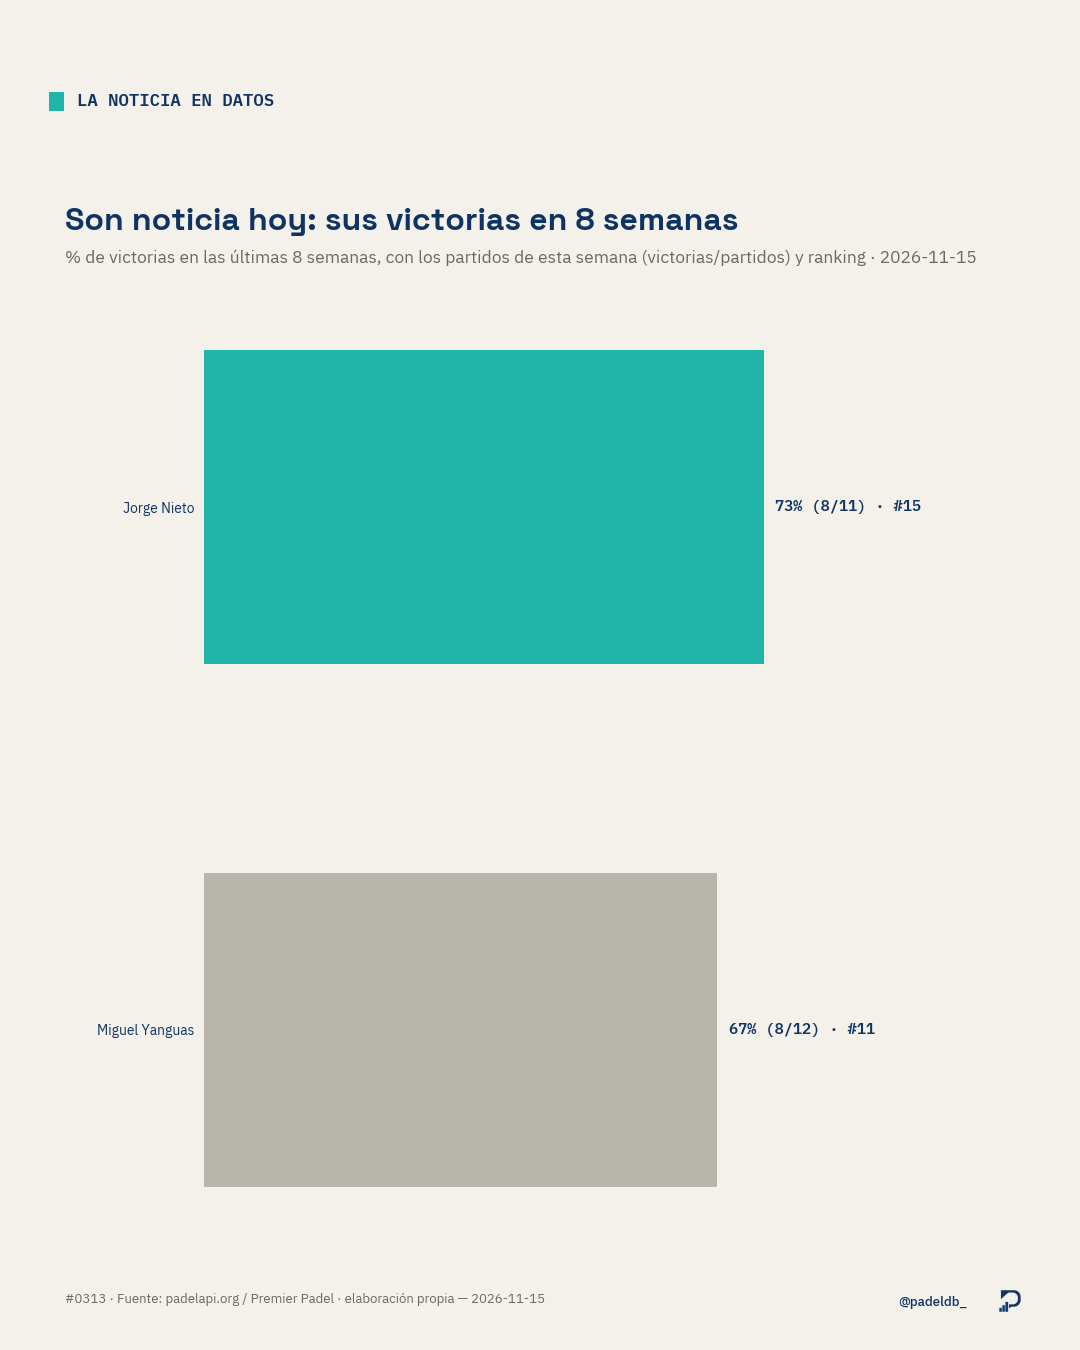 LA NOTICIA EN DATOS
Son noticia hoy: sus victorias en 8 semanas
% de victorias en las últimas 8 semanas, con los partidos de esta semana (victorias/partidos) y ranking · 2026-11-15
Jorge Nieto
73% (8/11) · #15
Miguel Yanguas
67% (8/12) · #11
#0313 · Fuente: padelapi.org / Premier Padel · elaboración propia — 2026-11-15
@padeldb_